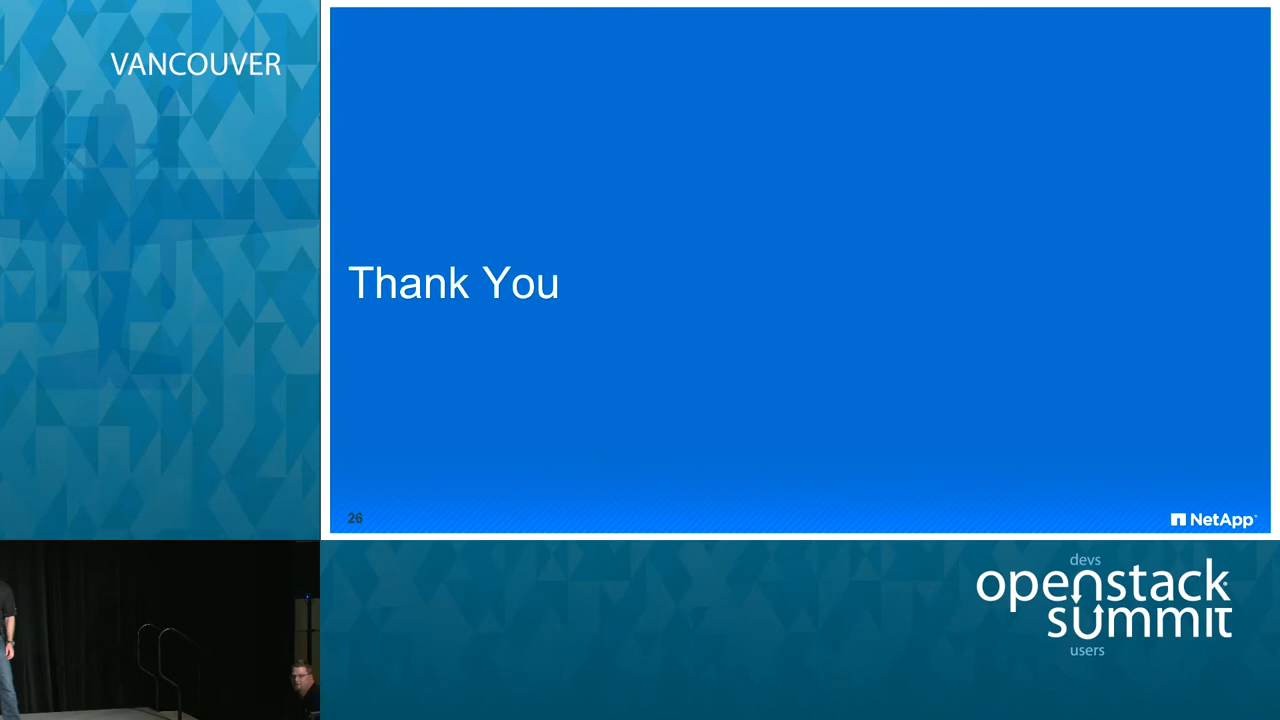 VANCOUVER
Thank You
26
NetApp®
devs
openstack®
summit
users